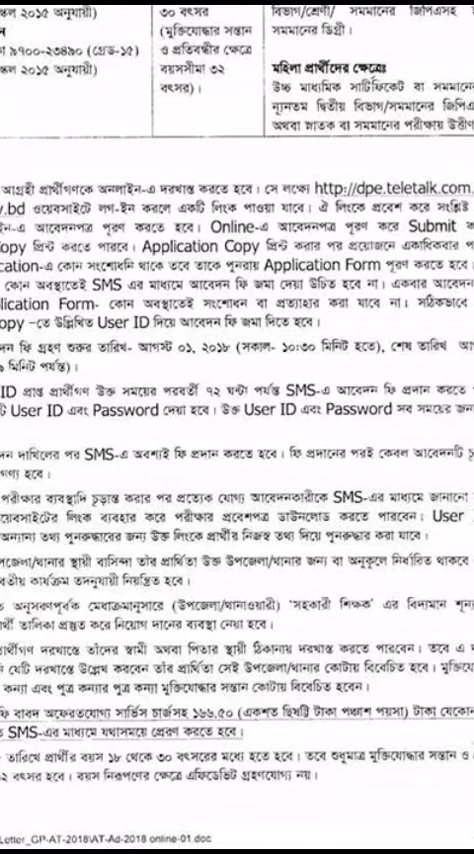 স্কেল ২০১৫ অনুযায়ী)
কা ৯৭০০-২৩৪৯০ (গ্রেড-১৫)
স্কেল ২০১৫ অনুযায়ী)
৩০ বৎসর
(মুক্তিযোদ্ধার সন্তান
ও প্রতিবন্ধীর ক্ষেত্রে
বয়সসীমা ৩২
বৎসর)।
বিভাগ/শ্রেণী/ সমমানের জিপিএসহ
সমমানের ডিগ্রী।
মহিলা প্রার্থীদের ক্ষেত্রেঃ
উচ্চ মাধ্যমিক সার্টিফিকেট বা সমমানের
ন্যূনতম দ্বিতীয় বিভাগ/সমমানের জিপিএ
অথবা স্নাতক বা সমমানের পরীক্ষায় উত্তীর্ণ
আগ্রহী প্রার্থীগণকে অনলাইন-এ দরখাস্ত করতে হবে। সে লক্ষ্যে http://dpe.teletalk.com.
y.bd ওয়েবসাইটে লগ-ইন করলে একটি লিংক পাওয়া যাবে। ঐ লিংকে প্রবেশ করে সংশ্লিষ্ট
ইন-এ আবেদনপত্র পূরণ করতে হবে। Online-এ আবেদনপত্র পূরণ করে Submit ক
opy প্রিন্ট করতে পারবে। Application Copy প্রিন্ট করার পর প্রয়োজনে একাধিকবার প
cation-এ কোন সংশোধনি থাকে তবে তাকে পুনরায় Application Form পূরণ করতে হবে।
কোন অবস্থাতেই SMS এর মাধ্যমে আবেদন ফি জমা দেয়া উচিত হবে না। একবার আবেদন
lication Form- কোন অবস্থাতেই সংশোধন বা প্রত্যাহার করা যাবে না। সঠিকভাবে
opy –তে উল্লিখিত User ID দিয়ে আবেদন ফি জমা দিতে হবে।
দন ফি গ্রহণ শুরুর তারিখ- আগস্ট ০১, ২০১৮ (সকাল- ১০:৩০ মিনিট হতে), শেষ তারিখ আ
৯ মিনিট পর্যন্ত)।
ID প্রাপ্ত প্রার্থীগণ উক্ত সময়ের পরবর্তী ৭২ ঘন্টা পর্যন্ত SMS-এ আবেদন ফি প্রদান করতে প
টি User ID এবং Password দেয়া হবে। উক্ত User ID এবং Password সব সময়ের জন্য
দন দাখিলের পর SMS-এ অবশ্যই ফি প্রদান করতে হবে। ফি প্রদানের পরই কেবল আবেদনটি চূ
গণ্য হবে।
পরীক্ষার ব্যবস্থাদি চূড়ান্ত করার পর প্রত্যেক যোগ্য আবেদনকারীকে SMS-এর মাধ্যমে জানানো
য়েবসাইটের লিংক ব্যবহার করে পরীক্ষার প্রবেশপত্র ডাউনলোড করতে পারবেন। User
অন্যান্য তথ্য পুনরুদ্ধারের জন্য উক্ত লিংকে প্রার্থীর নিজস্ব তথ্য দিয়ে পুনরুদ্ধার করা যাবে।
পজেলা/থানার স্থায়ী বাসিন্দা তাঁর প্রার্থিতা উক্ত উপজেলা/থানার জন্য বা অনুকূলে নির্ধারিত থাকবে
বতীয় কার্যক্রম তদনুযায়ী নিয়ন্ত্রিত হবে।
ত অনুসরণপূর্বক মেধাক্রমানুসারে (উপজেলা/থানাওয়ারী) 'সহকারী শিক্ষক' এর বিদ্যমান শূন্য
র্থী তালিকা প্রস্তুত করে নিয়োগ দানের ব্যবস্থা নেয়া হবে।
প্রার্থীগণ দরখাস্তে তাঁদের স্বামী অথবা পিতার স্থায়ী ঠিকানায় দরখাস্ত করতে পারবেন। তবে এ দ
নি যেটি দরখাস্তে উল্লেখ করবেন তাঁর প্রার্থিতা সেই উপজেলা/থানার কোটায় বিবেচিত হবে। মুক্তিযো
কন্যা এবং পুত্র কন্যার পুত্র কন্যা মুক্তিযোদ্ধার সন্তান কোটায় বিবেচিত হবেন।
ফি বাবদ অফেরতযোগ্য সার্ভিস চার্জসহ ১৬৬.৫০ (একশত ছিষট্টি টাকা পঞ্চাশ পয়সা) টাকা যেকোন
ত SMS-এর মাধ্যমে যথাসময়ে প্রেরণ করতে হবে।
তারিখে প্রার্থীর বয়স ১৮ থেকে ৩০ বৎসরের মধ্যে হতে হবে। তবে শুধুমাত্র মুক্তিযোদ্ধার সন্তান ও
২ বৎসর হবে। বয়স নিরূপণের ক্ষেত্রে এফিডেভিট গ্রহণযোগ্য নয়।
Letter_GP-AT-2018\AT-Ad-2018 online-01.doc